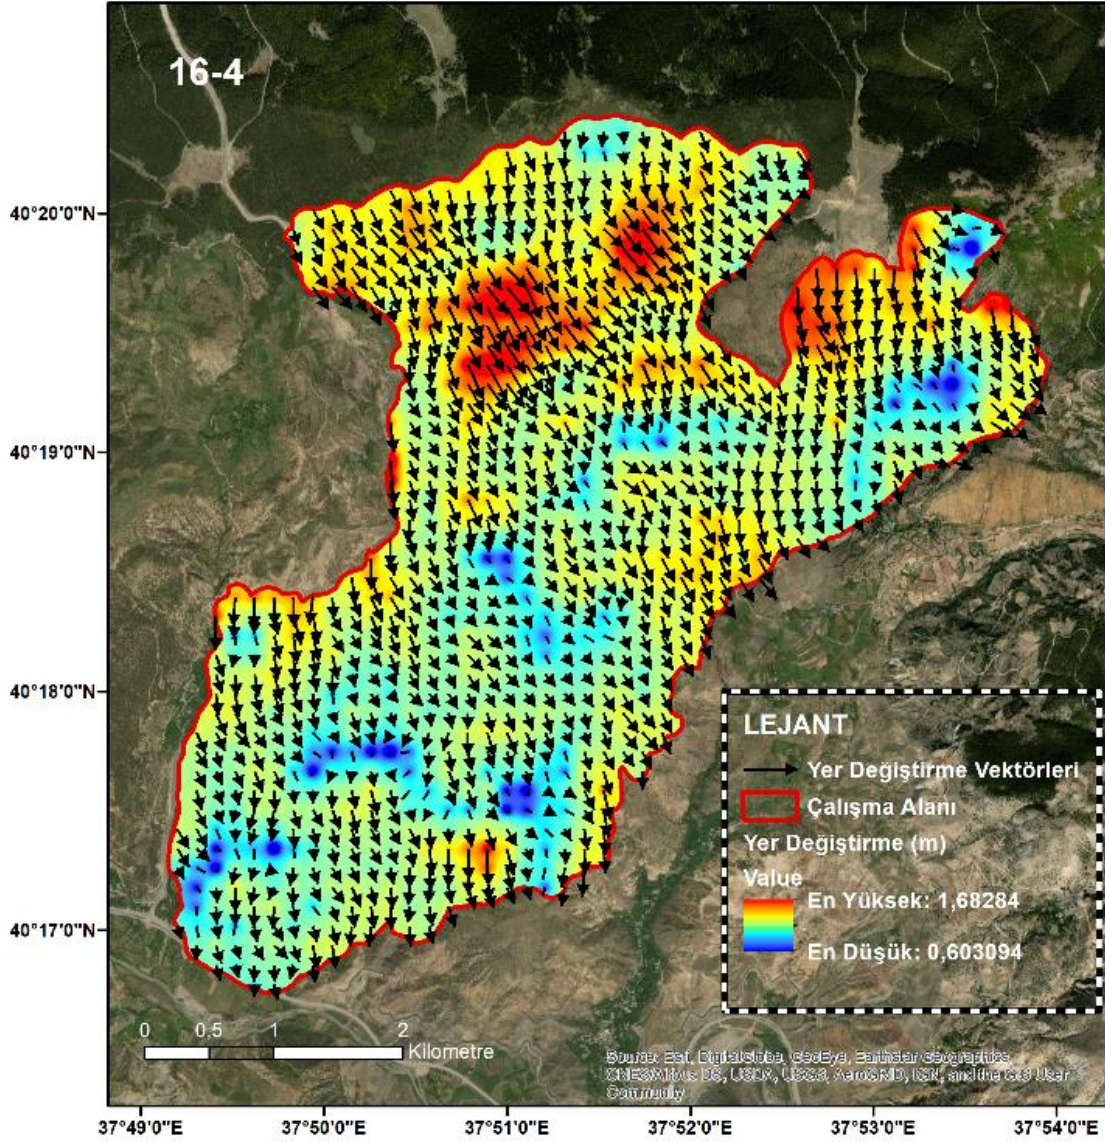 16-4
40°20'0"N
40°19'0"N
40°18'0"N
40°17'0"N
LEJANT
Yer Değiştirme Vektörleri
Çalışma Alanı
Yer Değiştirme (m)
Value
En Yüksek: 1,68284
En Düşük: 0,603094
0 0,5 1 2
Kilometre
Source: Esri, DigitalGlobe, GeoEye, Earthstar Geographics,
CNES/Airbus DS, USDA, USGS, AeroGRID, IGN, and the GIS User
Community
37°49'0"E 37°50'0"E 37°51'0"E 37°52'0"E 37°53'0"E 37°54'0"E